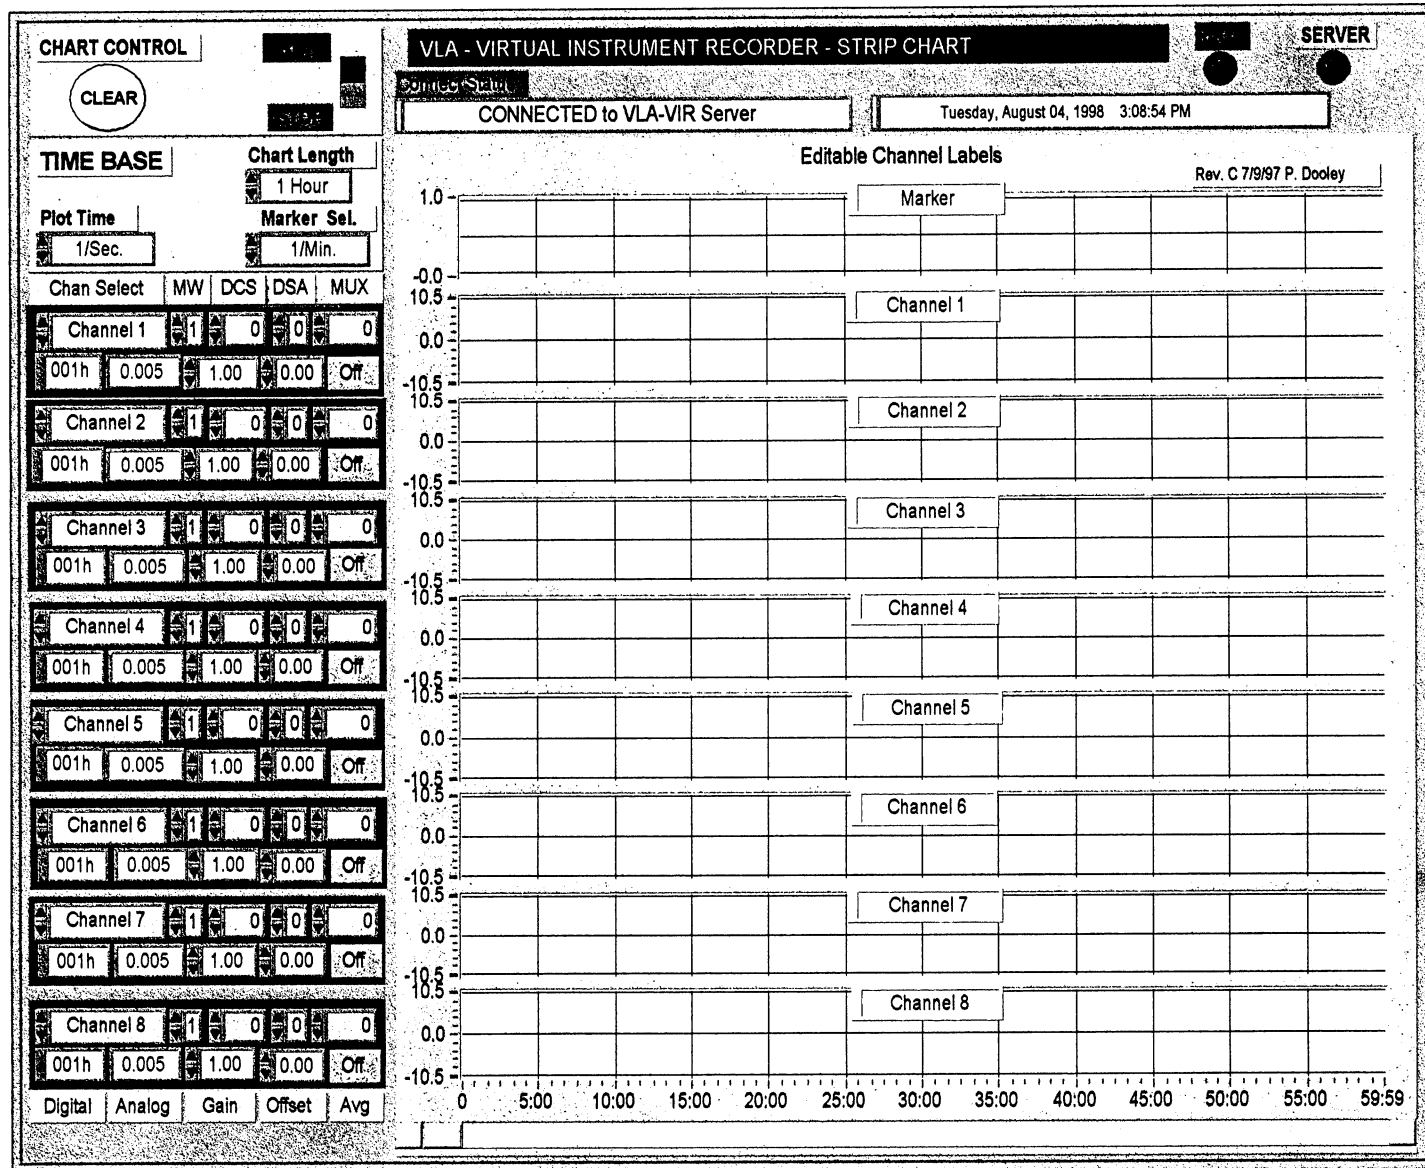 CHART CONTROL
CLEAR
VLA - VIRTUAL INSTRUMENT RECORDER - STRIP CHART
SERVER
Connect Status
CONNECTED to VLA-VIR Server
Tuesday, August 04, 1998 3:08:54 PM
TIME BASE
Chart Length
1 Hour
Plot Time
1/Sec.
Marker Sel.
1/Min.
Chan Select MW DCS DSA MUX
Channel 1 1 0 0 0
001h 0.005 1.00 0.00 Off
Channel 2 1 0 0 0
001h 0.005 1.00 0.00 Off
Channel 3 1 0 0 0
001h 0.005 1.00 0.00 Off
Channel 4 1 0 0 0
001h 0.005 1.00 0.00 Off
Channel 5 1 0 0 0
001h 0.005 1.00 0.00 Off
Channel 6 1 0 0 0
001h 0.005 1.00 0.00 Off
Channel 7 1 0 0 0
001h 0.005 1.00 0.00 Off
Channel 8 1 0 0 0
001h 0.005 1.00 0.00 Off
Digital Analog Gain Offset Avg
Editable Channel Labels
Rev. C 7/9/97 P. Dooley
1.0
Marker
-0.0
10.5
Channel 1
0.0
-10.5
10.5
Channel 2
0.0
-10.5
10.5
Channel 3
0.0
-10.5
10.5
Channel 4
0.0
-10.5
10.5
Channel 5
0.0
-10.5
10.5
Channel 6
0.0
-10.5
10.5
Channel 7
0.0
-10.5
10.5
Channel 8
0.0
-10.5
0 5:00 10:00 15:00 20:00 25:00 30:00 35:00 40:00 45:00 50:00 55:00 59:59